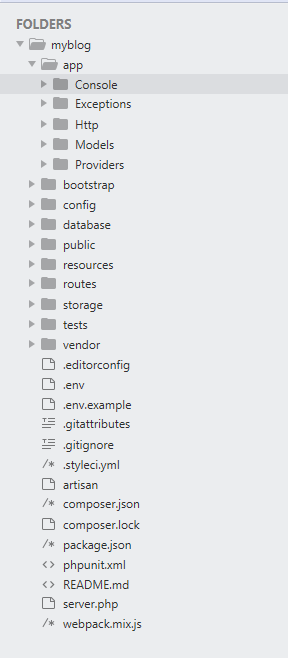 FOLDERS
myblog
app
Console
Exceptions
Http
Models
Providers
bootstrap
config
database
public
resources
routes
storage
tests
vendor
.editorconfig
.env
.env.example
.gitattributes
.gitignore
.styleci.yml
artisan
composer.json
composer.lock
package.json
phpunit.xml
README.md
server.php
webpack.mix.js